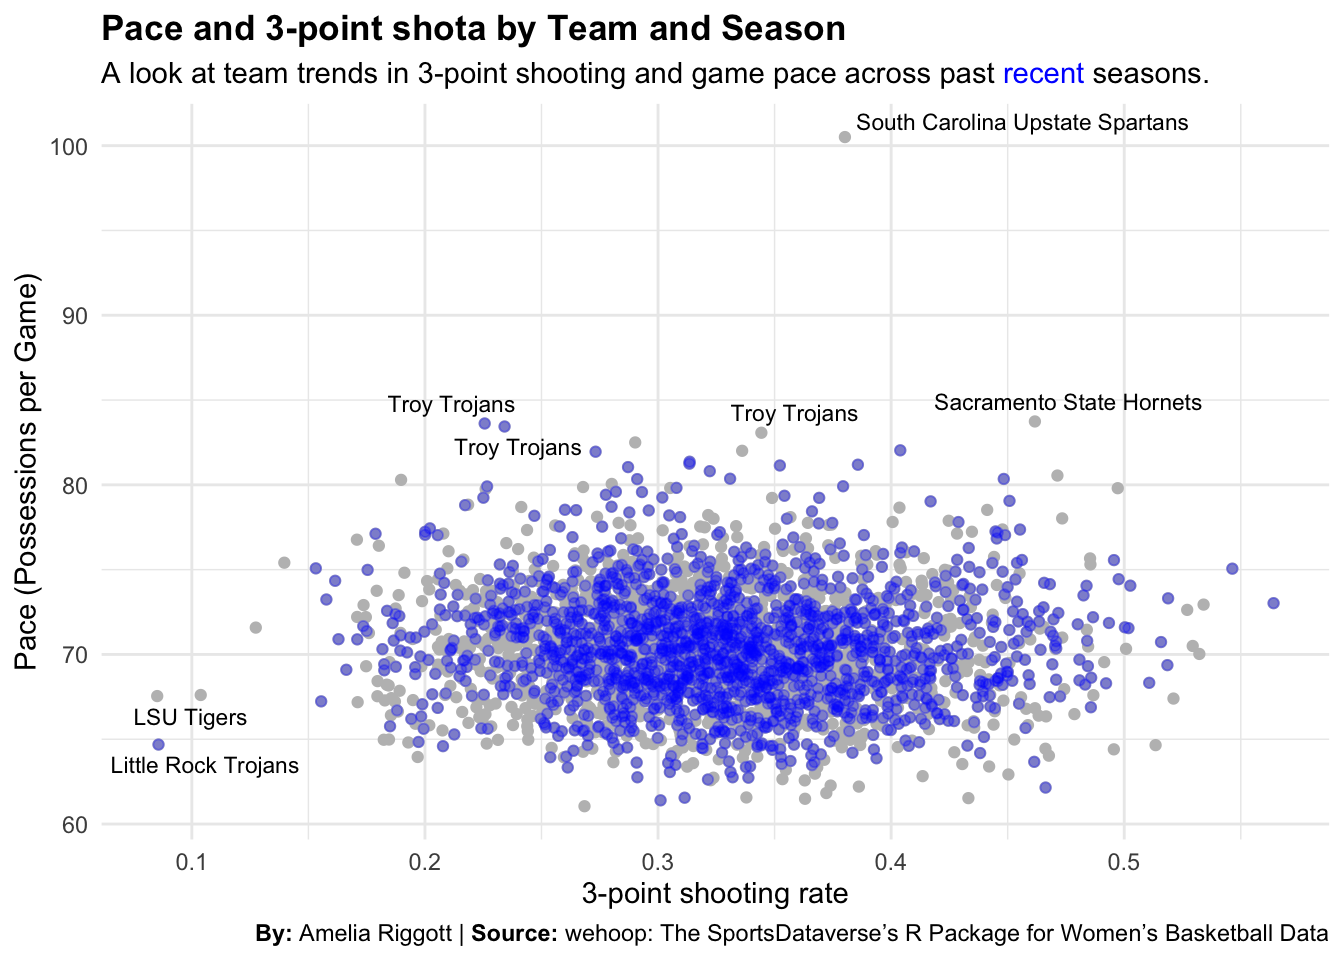 Pace and 3-point shota by Team and Season
A look at team trends in 3-point shooting and game pace across past recent seasons.
South Carolina Upstate Spartans
100
90
Troy Trojans
Troy Trojans
Sacramento State Hornets
Troy Trojans
80
70
LSU Tigers
Little Rock Trojans
60
Pace (Possessions per Game)
0.1 0.2 0.3 0.4 0.5
3-point shooting rate
By: Amelia Riggott | Source: wehoop: The SportsDataverse’s R Package for Women’s Basketball Data